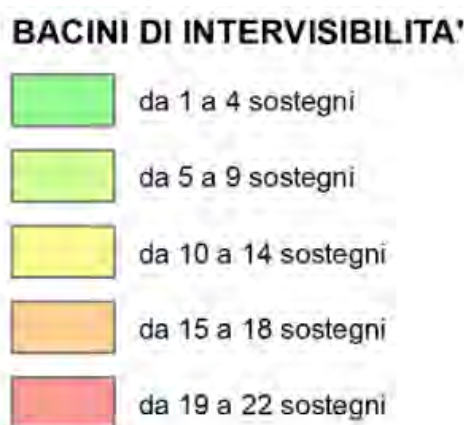 BACINI DI INTERVISIBILITA'
da 1 a 4 sostegni
da 5 a 9 sostegni
da 10 a 14 sostegni
da 15 a 18 sostegni
da 19 a 22 sostegni